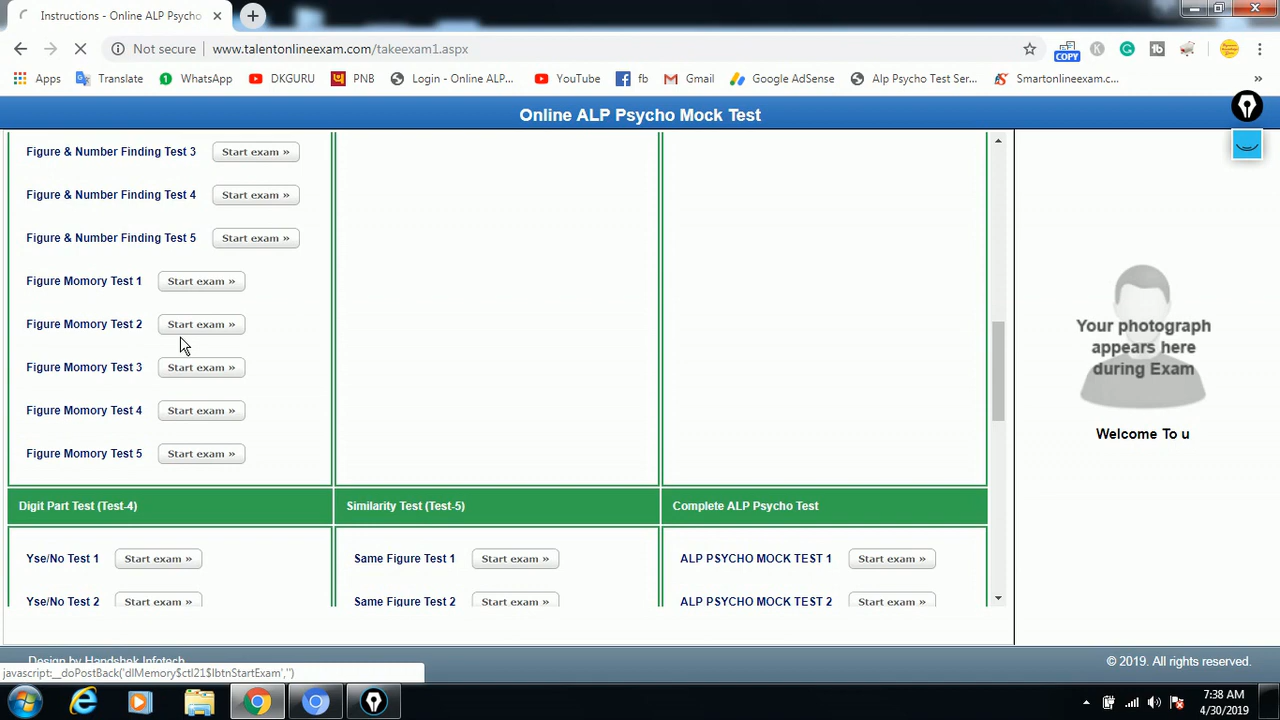 Instructions - Online ALP Psycho
Not secure www.talentonlineexam.com/takeexam1.aspx
COPY
Apps Translate WhatsApp DKGURU PNB Login - Online ALP... YouTube fb Gmail Google AdSense Alp Psycho Test Ser... Smartonlineexam.c... »
Online ALP Psycho Mock Test
Figure & Number Finding Test 3 Start exam »
Figure & Number Finding Test 4 Start exam »
Figure & Number Finding Test 5 Start exam »
Figure Momory Test 1 Start exam »
Figure Momory Test 2 Start exam »
Figure Momory Test 3 Start exam »
Figure Momory Test 4 Start exam »
Figure Momory Test 5 Start exam »
Your photograph
appears here
during Exam
Welcome To u
Digit Part Test (Test-4) Similarity Test (Test-5) Complete ALP Psycho Test
Yse/No Test 1 Start exam » Same Figure Test 1 Start exam » ALP PSYCHO MOCK TEST 1 Start exam »
Yse/No Test 2 Start exam » Same Figure Test 2 Start exam » ALP PSYCHO MOCK TEST 2 Start exam »
Design by Handshek Infotech © 2019. All rights reserved.
javascript:__doPostBack('dlMemory$ctl21$lbtnStartExam','')
7:38 AM
4/30/2019